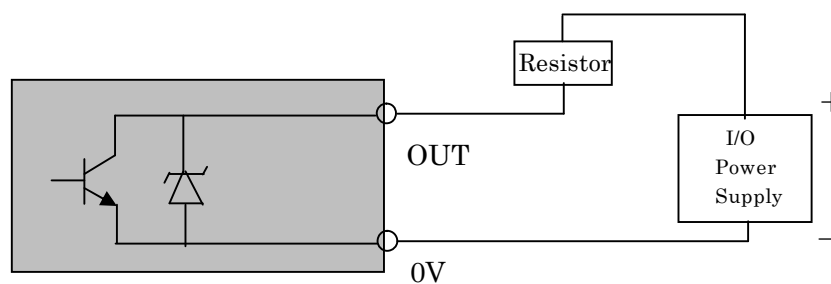 Resistor
+
I/O
Power
Supply
OUT
−
0V